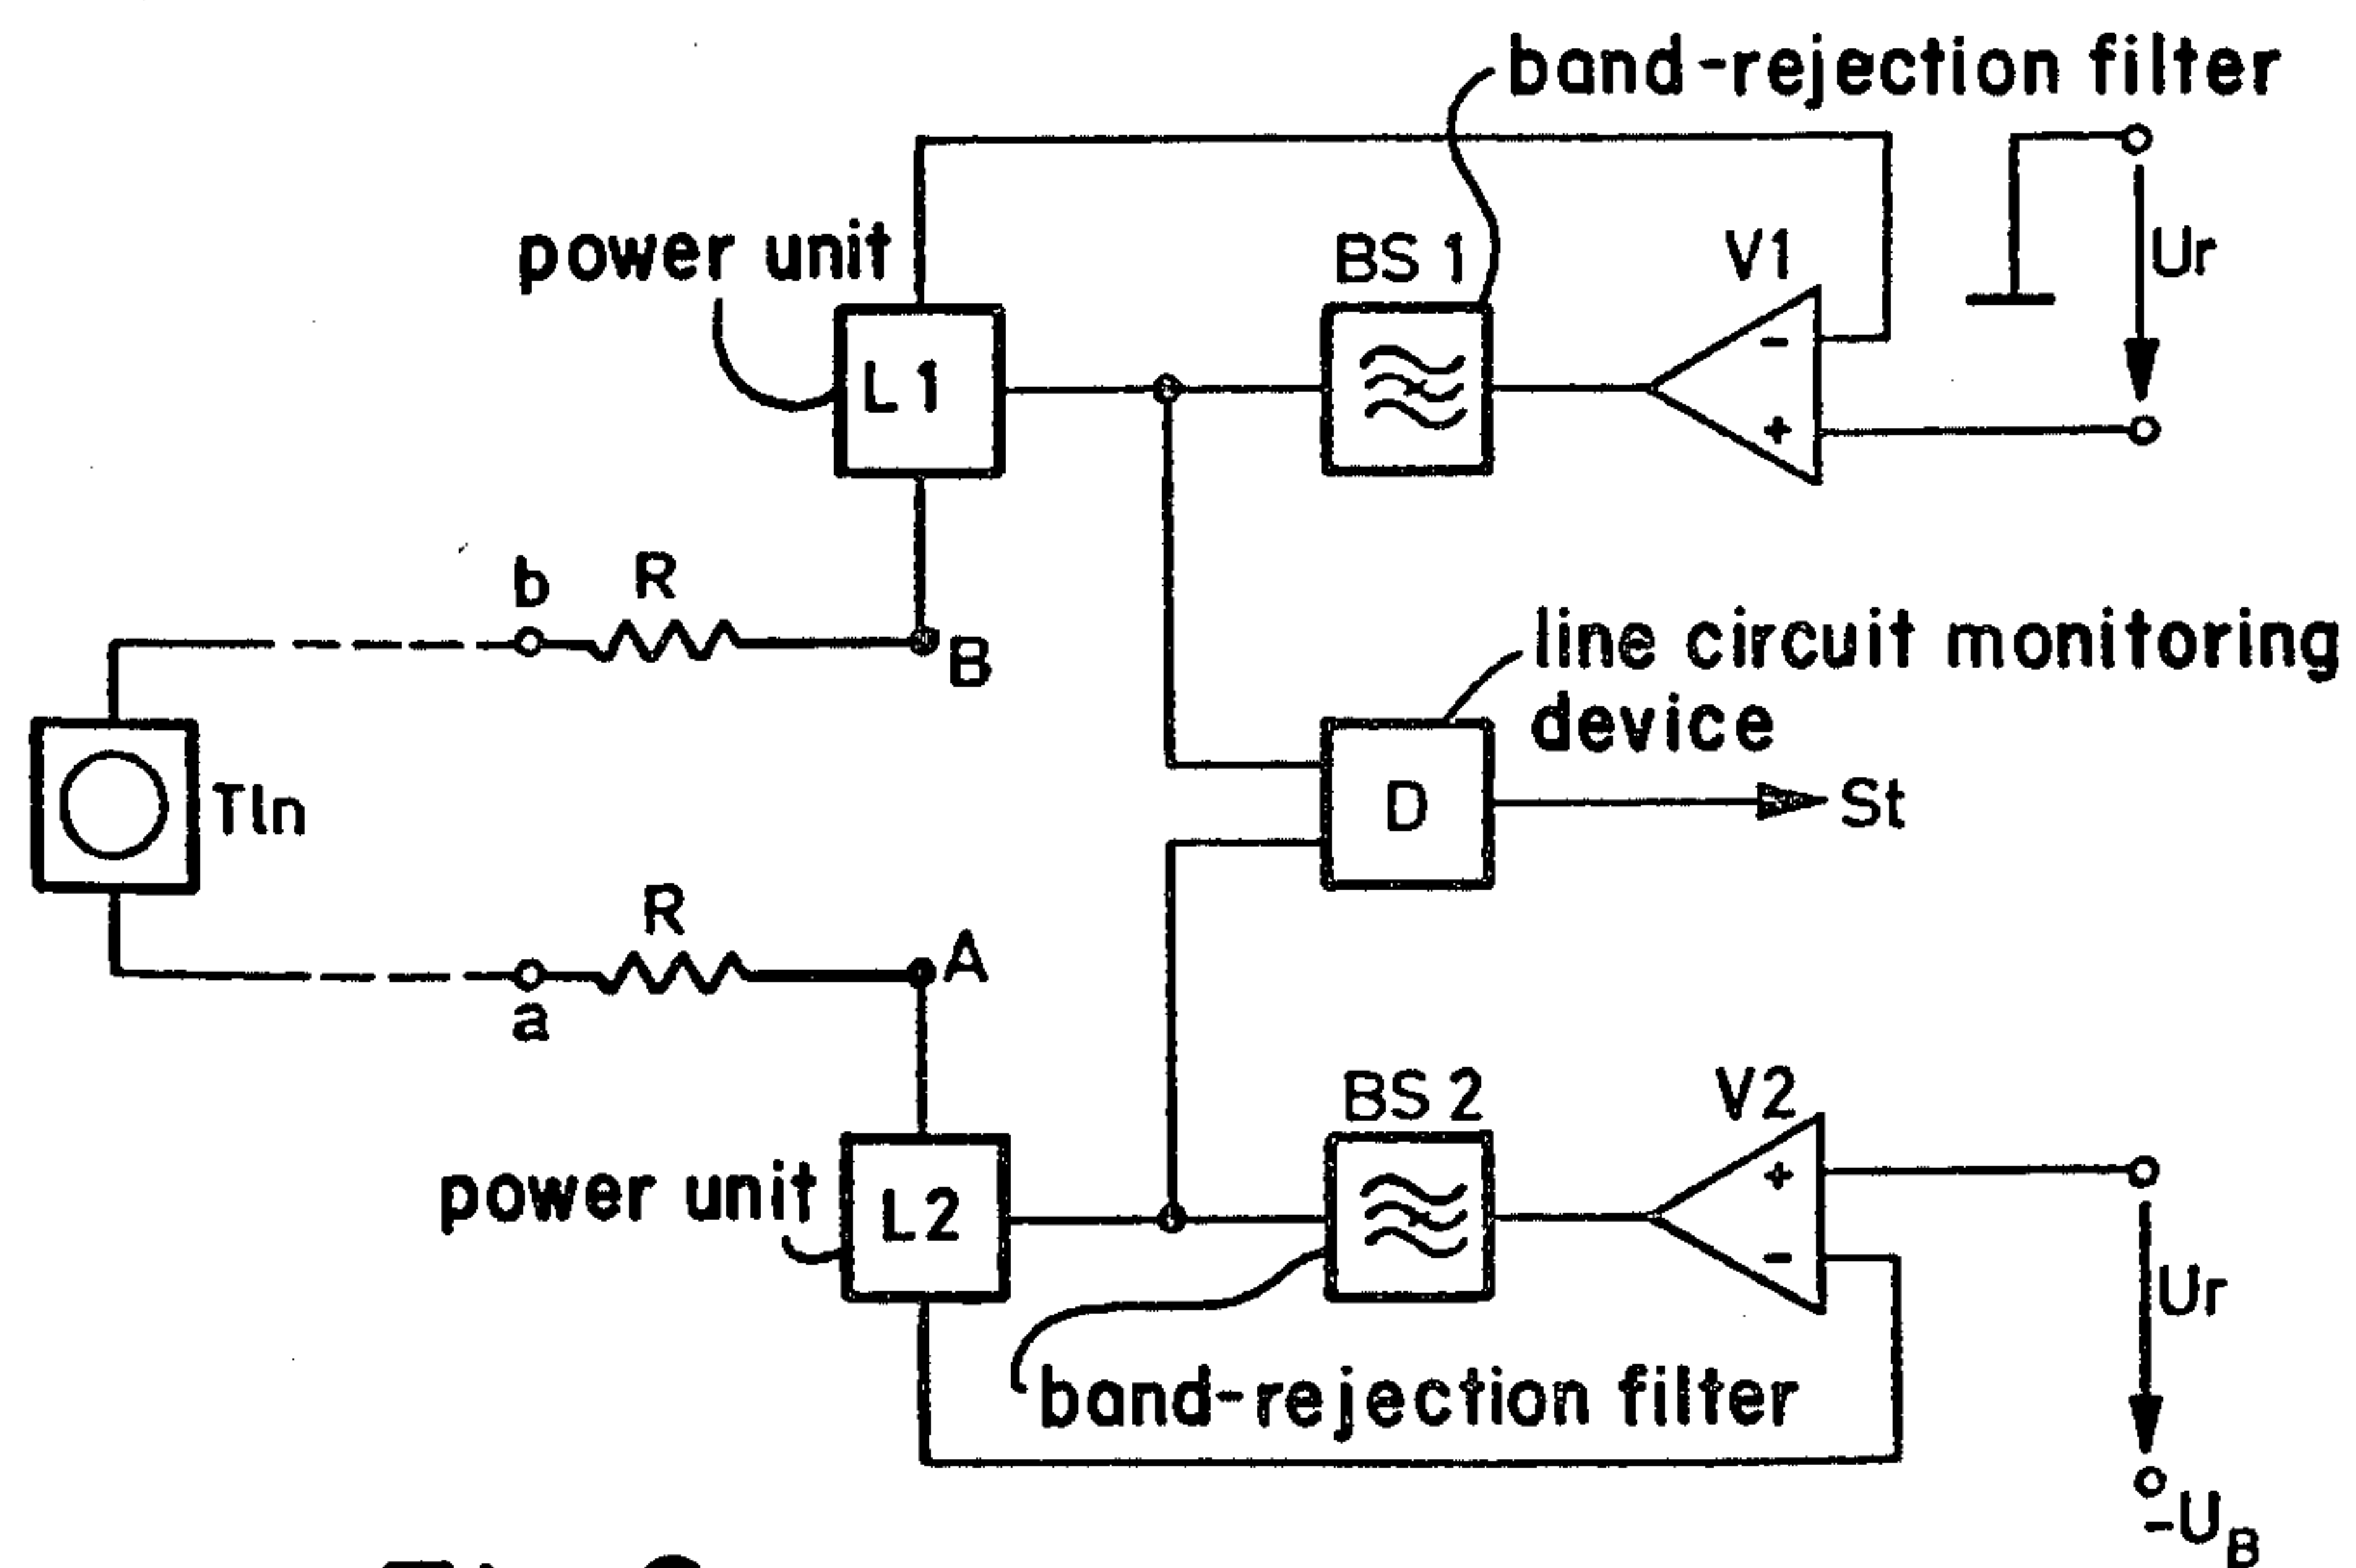 band-rejection filter
power unit
BS 1
V1
Ur
-
L1
+
b
R
B
line circuit monitoring
device
Tln
D
St
R
A
a
BS 2
V2
+
power unit
L2
-
Ur
band-rejection filter
-UB